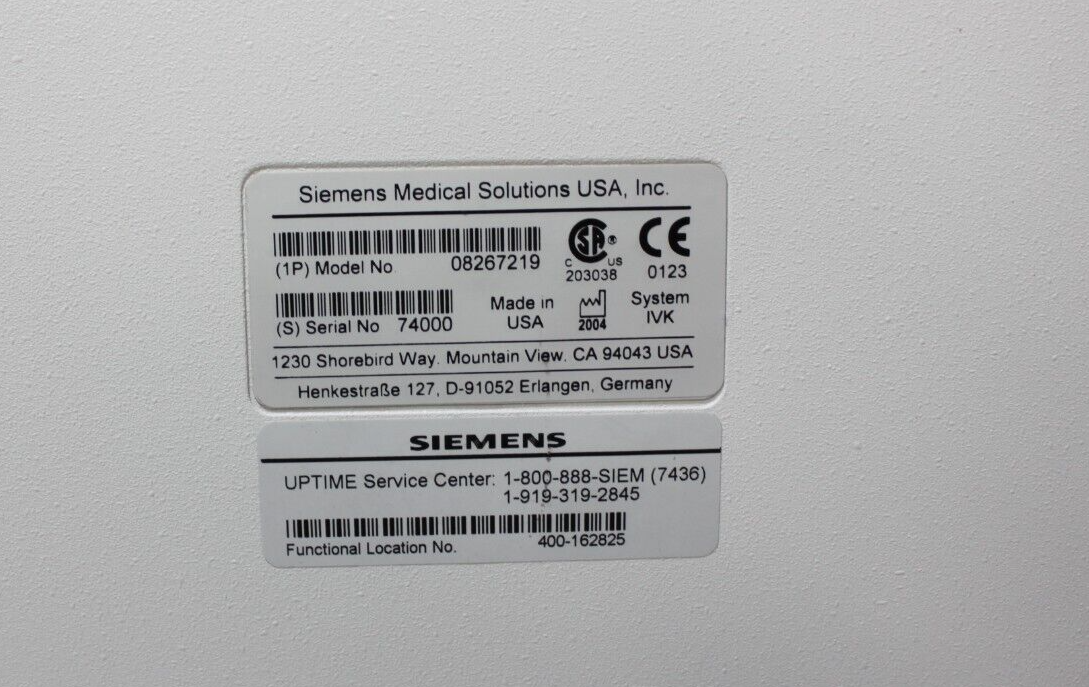 Siemens Medical Solutions USA, Inc.
(1P) Model No. 08267219
SA ®
C US
203038
CE
0123
(S) Serial No 74000
Made in
USA
2004
System
IVK
1230 Shorebird Way. Mountain View. CA 94043 USA
Henkestraße 127, D-91052 Erlangen, Germany
SIEMENS
UPTIME Service Center: 1-800-888-SIEM (7436)
1-919-319-2845
Functional Location No. 400-162825